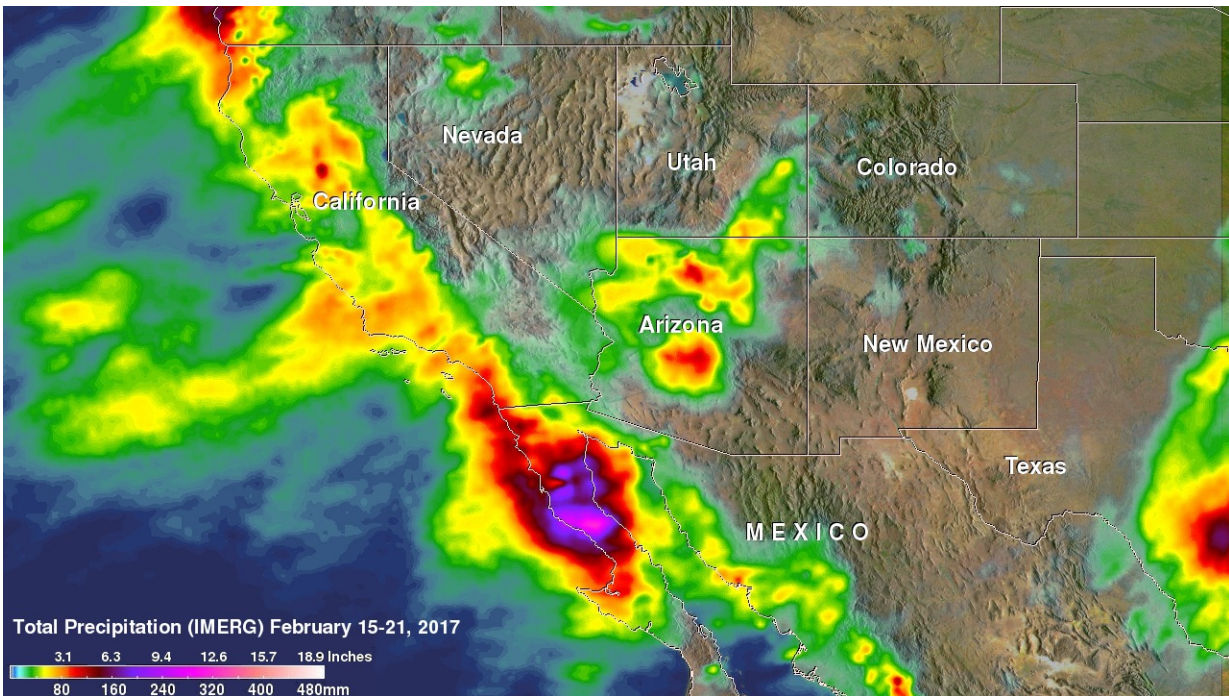 Nevada
Utah
Colorado
California
Arizona
New Mexico
Texas
MEXICO
Total Precipitation (IMERG) February 15-21, 2017
3.1 6.3 9.4 12.6 15.7 18.9 Inches
80 160 240 320 400 480mm